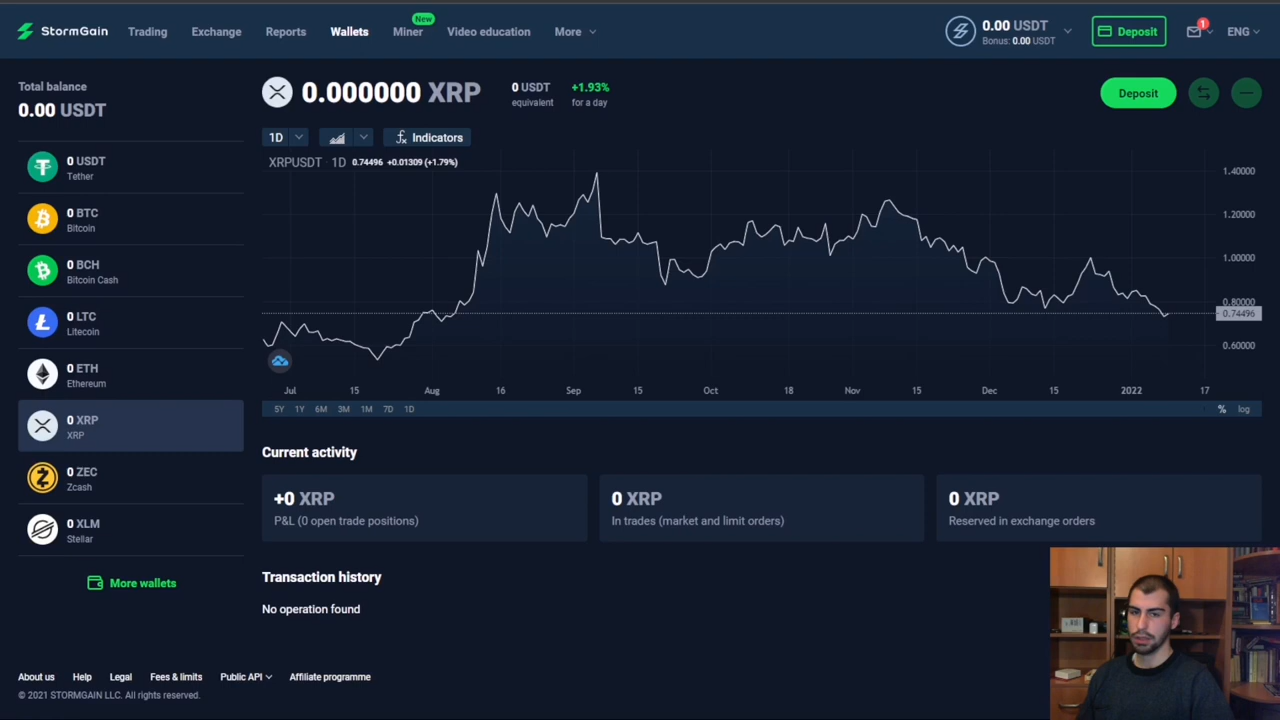 StormGain
Trading
Exchange
Reports
Wallets
Miner
New
Video education
More
0.00 USDT
Bonus: 0.00 USDT
Deposit
1
ENG
Total balance
0.00 USDT
0 USDT
Tether
0 BTC
Bitcoin
0 BCH
Bitcoin Cash
0 LTC
Litecoin
0 ETH
Ethereum
0 XRP
XRP
0 ZEC
Zcash
0 XLM
Stellar
More wallets
0.000000 XRP
0 USDT
equivalent
+1.93%
for a day
Deposit
1D
Indicators
XRPUSDT · 1D 0.74496 +0.01309 (+1.79%)
1.40000
1.20000
1.00000
0.80000
0.74496
0.60000
Jul 15 Aug 16 Sep 15 Oct 18 Nov 15 Dec 15 2022 17
5Y 1Y 6M 3M 1M 7D 1D
% log
Current activity
+0 XRP
P&L (0 open trade positions)
0 XRP
In trades (market and limit orders)
0 XRP
Reserved in exchange orders
Transaction history
No operation found
About us Help Legal Fees & limits Public API Affiliate programme
© 2021 STORMGAIN LLC. All rights reserved.